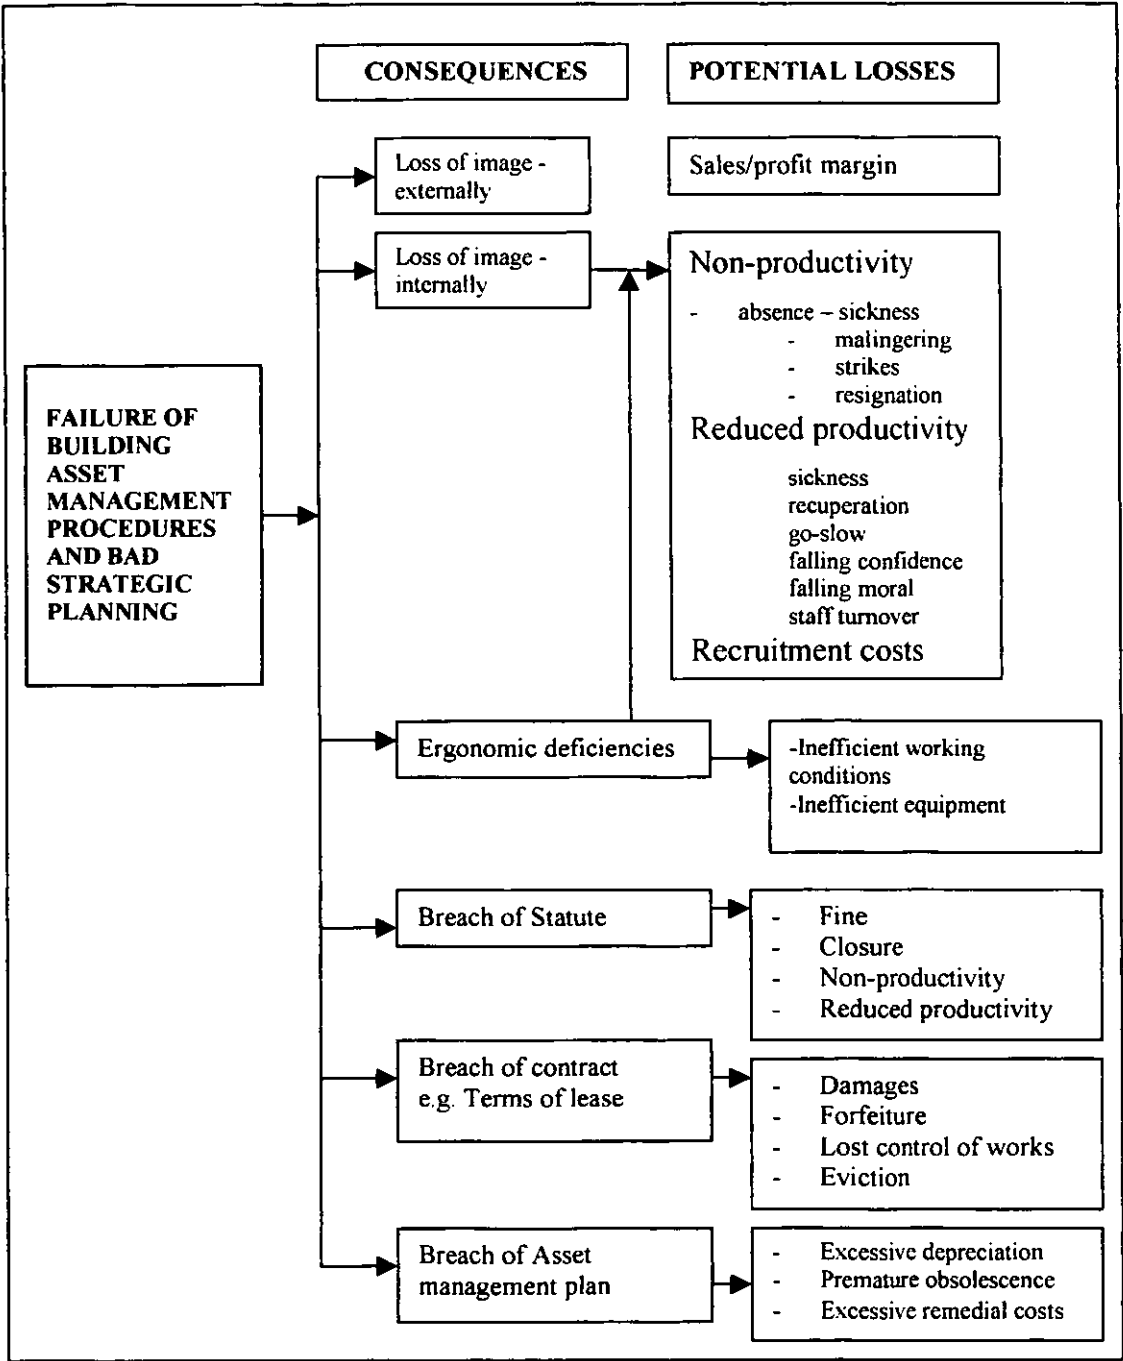 CONSEQUENCES
POTENTIAL LOSSES
Loss of image -
externally
Sales/profit margin
Loss of image -
internally
Non-productivity
- absence – sickness
- malingering
- strikes
- resignation
Reduced productivity
sickness
recuperation
go-slow
falling confidence
falling moral
staff turnover
Recruitment costs
FAILURE OF
BUILDING
ASSET
MANAGEMENT
PROCEDURES
AND BAD
STRATEGIC
PLANNING
Ergonomic deficiencies
-Inefficient working
conditions
-Inefficient equipment
Breach of Statute
- Fine
- Closure
- Non-productivity
- Reduced productivity
Breach of contract
e.g. Terms of lease
- Damages
- Forfeiture
- Lost control of works
- Eviction
Breach of Asset
management plan
- Excessive depreciation
- Premature obsolescence
- Excessive remedial costs